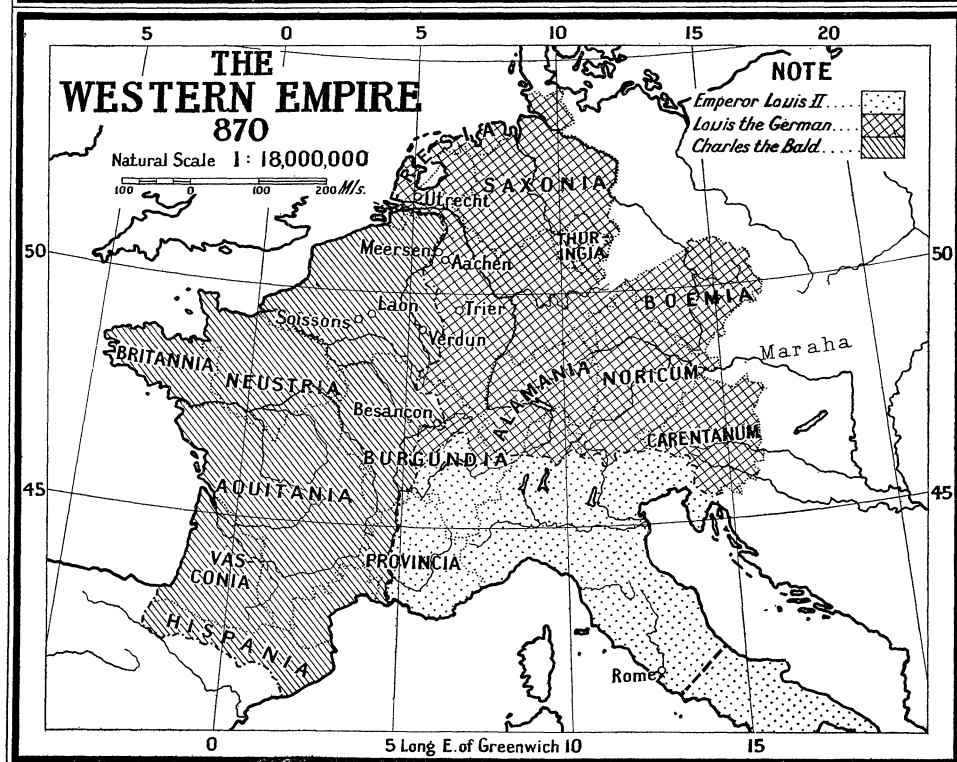 5 0 5 10 15 20
THE
WESTERN EMPIRE
870
Natural Scale 1:18,000,000
100 0 100 200 M/s.
NOTE
Emperor Louis II.....
Louis the German....
Charles the Bald.....
FRESIA
SAXONIA
Utrecht
THUR-
INGIA
50
50
Meersen
Aachen
BOEMIA
Laon
Trier
Soissons
Verdun
Maraha
BRITANNIA
NEUSTRIA
ALAMANIA
NORICUM
Besançon
CARENTANUM
BURGUNDIA
45
45
AQUITANIA
VAS-
CONIA
PROVINCIA
HISPANIA
Rome
0 5 Long E. of Greenwich 10 15